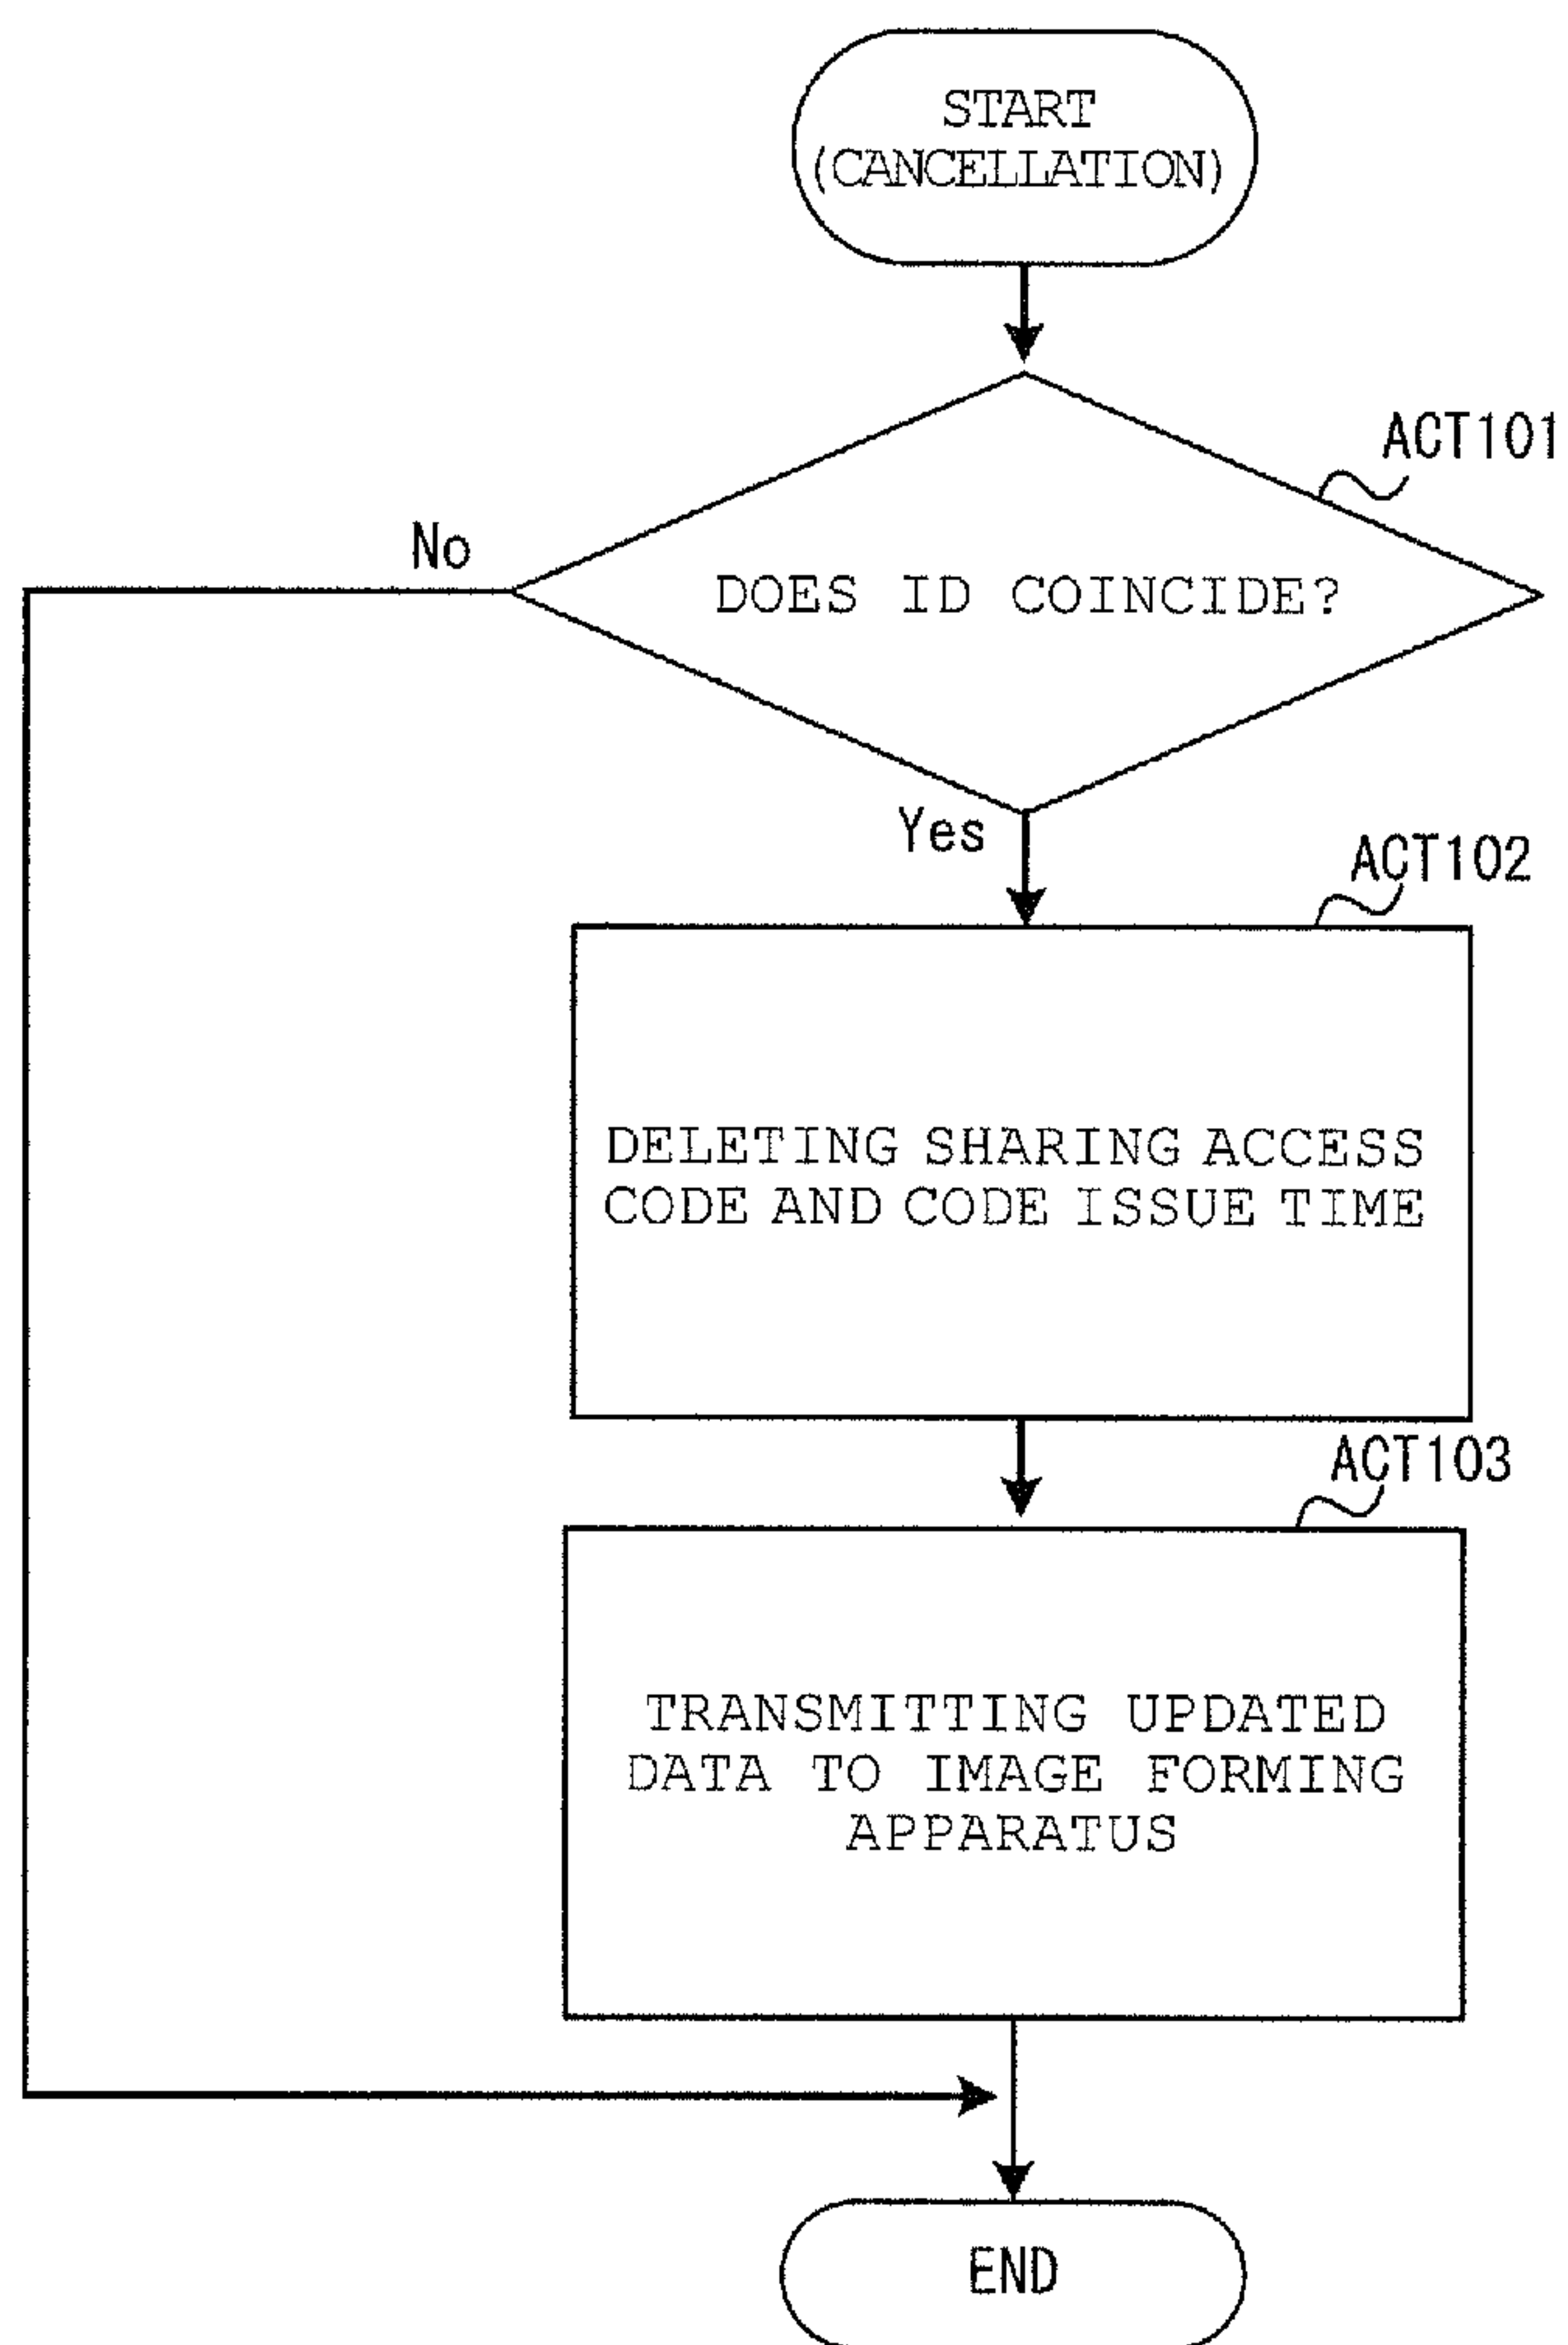 START
(CANCELLATION)
ACT101
No
DOES ID COINCIDE?
Yes
ACT102
DELETING SHARING ACCESS
CODE AND CODE ISSUE TIME
ACT103
TRANSMITTING UPDATED
DATA TO IMAGE FORMING
APPARATUS
END